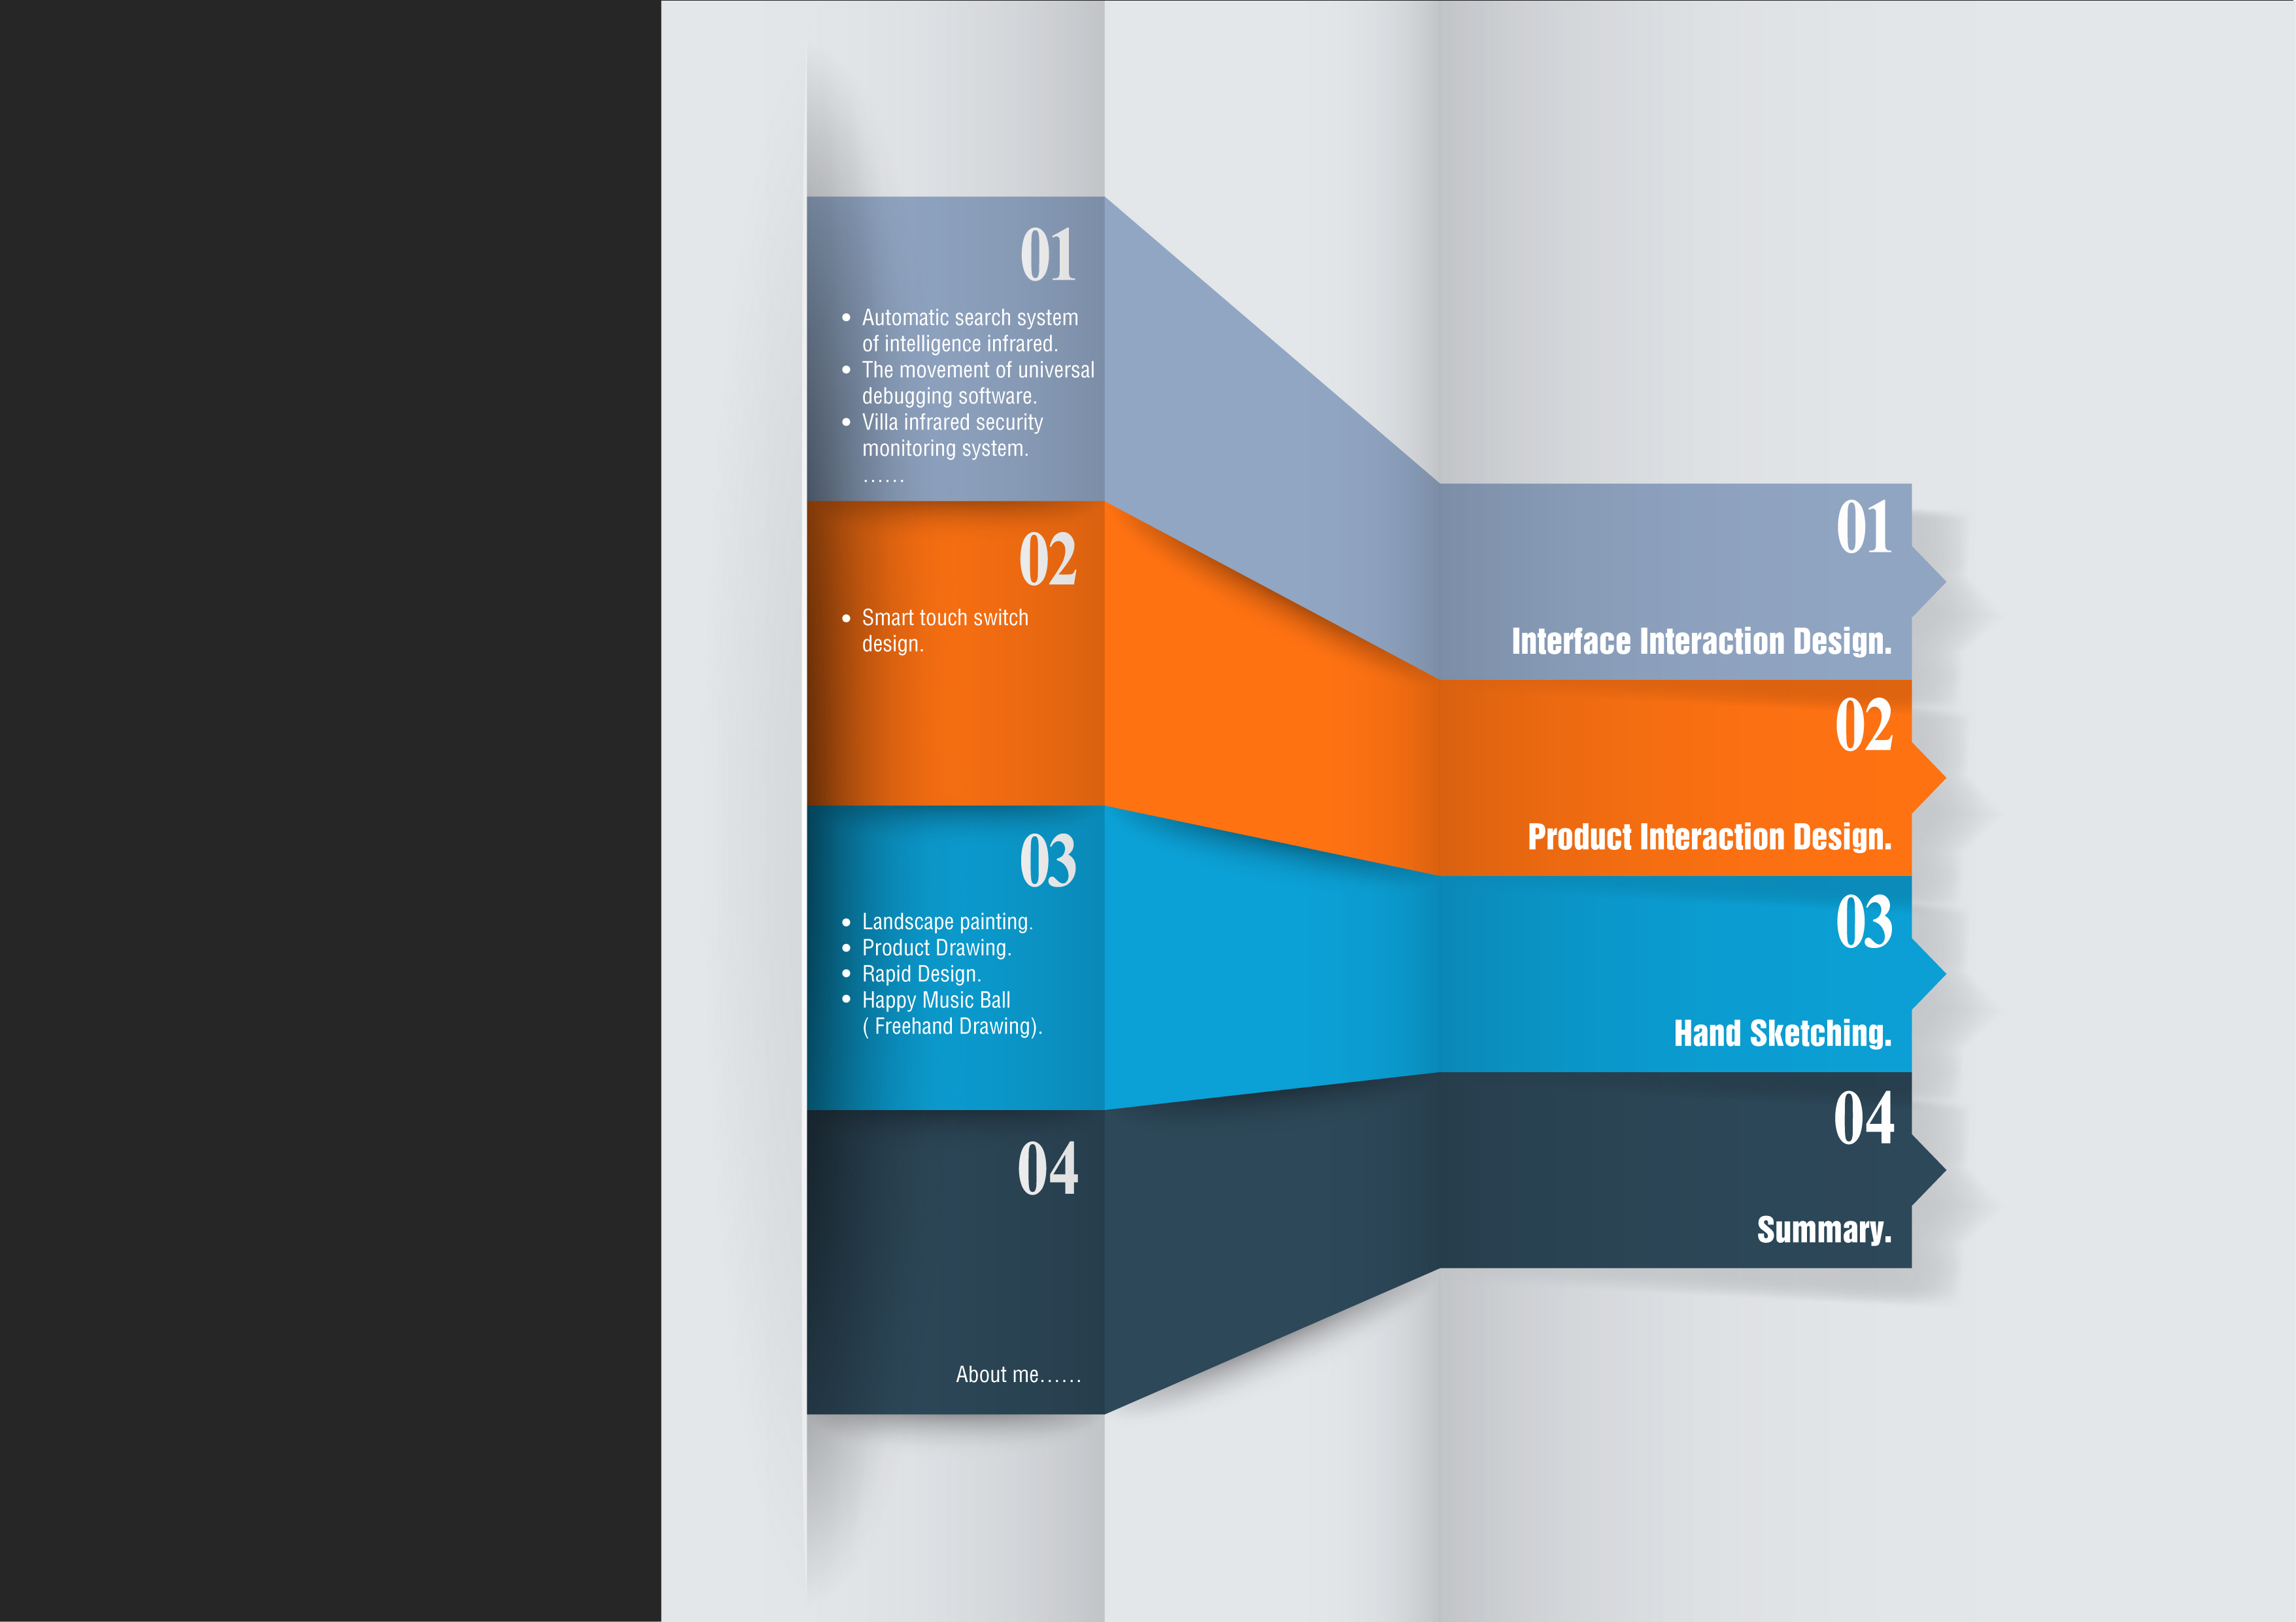 01
• Automatic search system
of intelligence infrared.
• The movement of universal
debugging software.
• Villa infrared security
monitoring system.
......
02
• Smart touch switch
design.
03
• Landscape painting.
• Product Drawing.
• Rapid Design.
• Happy Music Ball
( Freehand Drawing).
04
About me......
01
Interface Interaction Design.
02
Product Interaction Design.
03
Hand Sketching.
04
Summary.